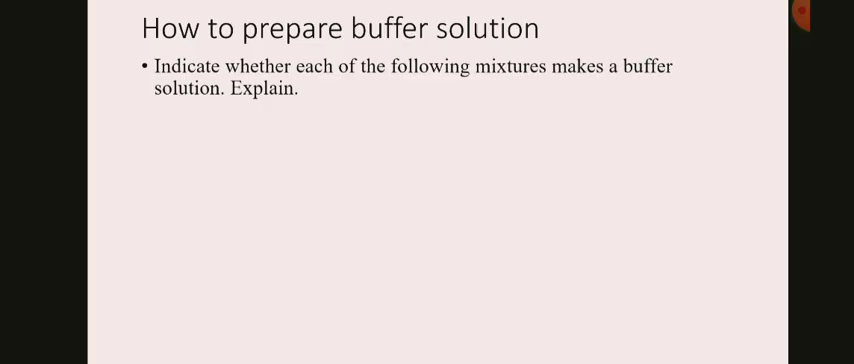 How to prepare buffer solution
• Indicate whether each of the following mixtures makes a buffer
solution. Explain.